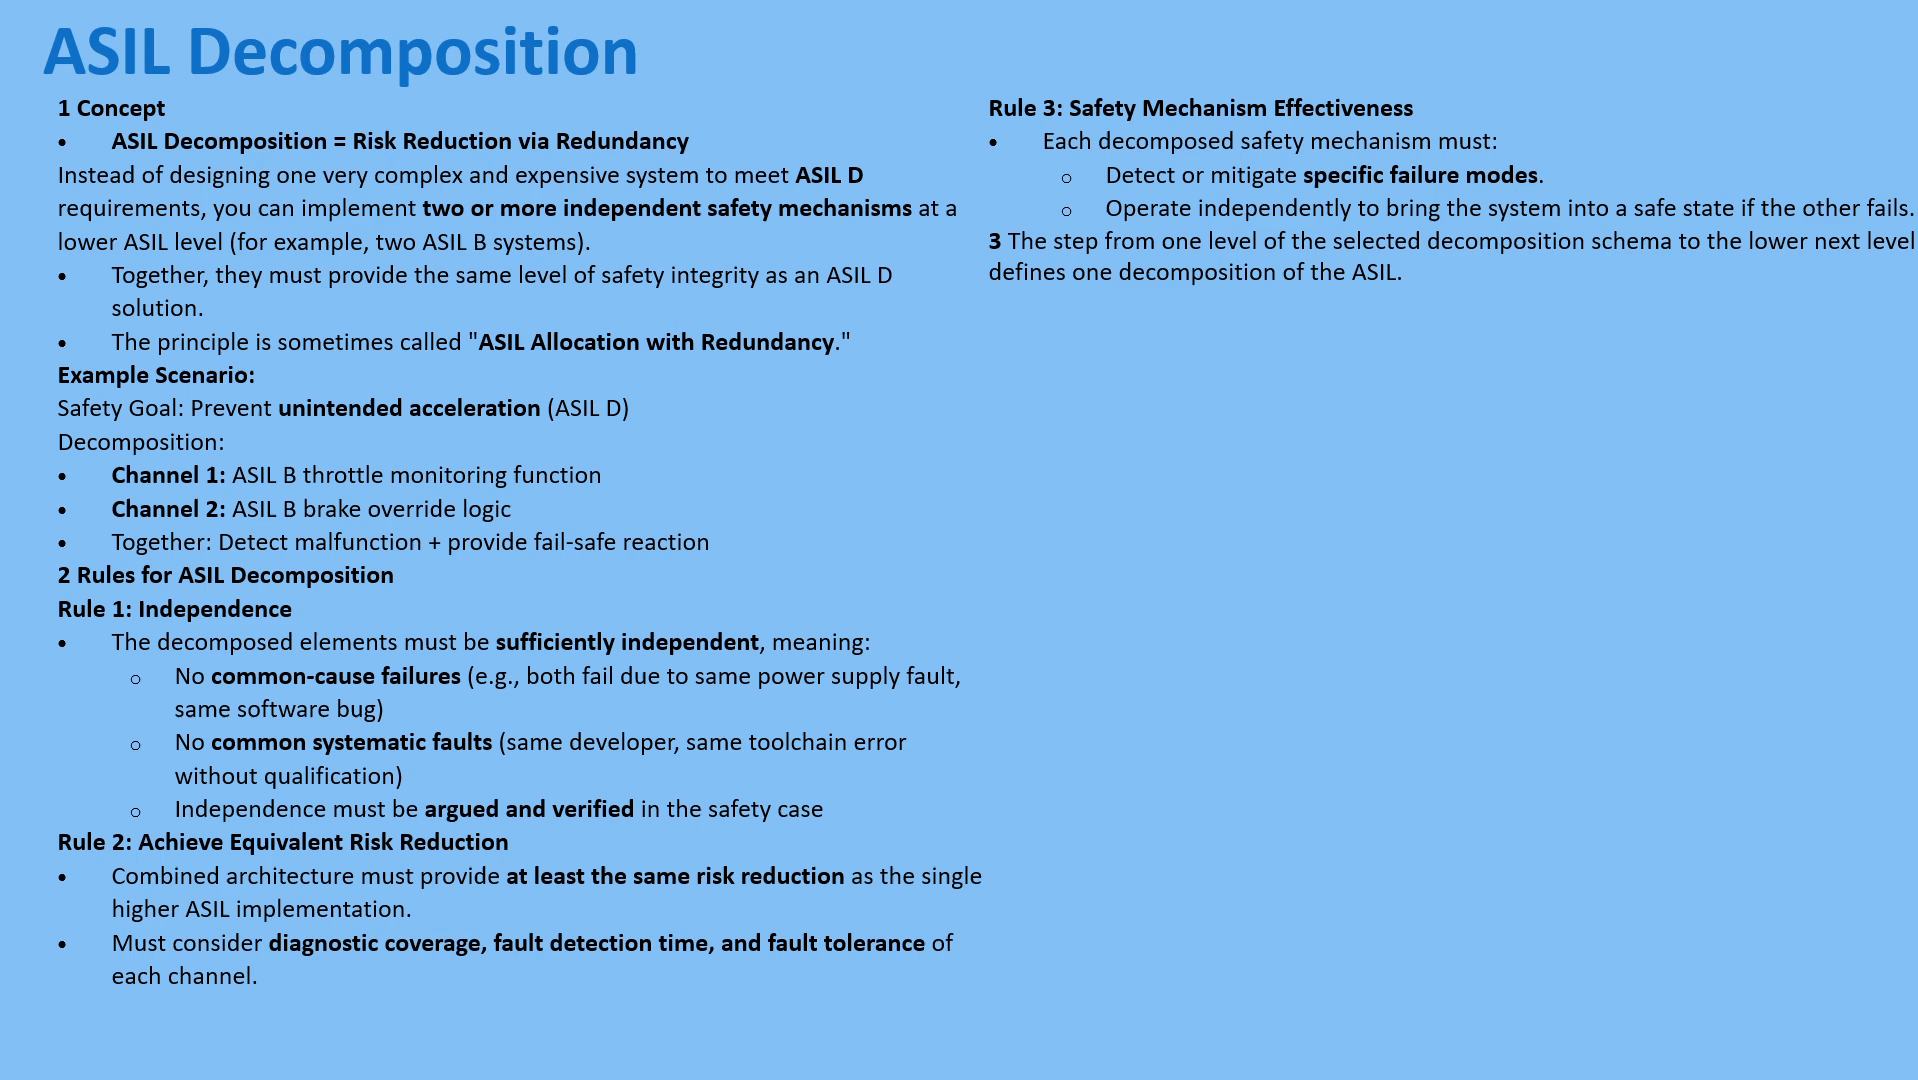 ASIL Decomposition
1 Concept
• ASIL Decomposition = Risk Reduction via Redundancy
Instead of designing one very complex and expensive system to meet ASIL D
requirements, you can implement two or more independent safety mechanisms at a
lower ASIL level (for example, two ASIL B systems).
• Together, they must provide the same level of safety integrity as an ASIL D
solution.
• The principle is sometimes called "ASIL Allocation with Redundancy."
Example Scenario:
Safety Goal: Prevent unintended acceleration (ASIL D)
Decomposition:
• Channel 1: ASIL B throttle monitoring function
• Channel 2: ASIL B brake override logic
• Together: Detect malfunction + provide fail-safe reaction
2 Rules for ASIL Decomposition
Rule 1: Independence
• The decomposed elements must be sufficiently independent, meaning:
o No common-cause failures (e.g., both fail due to same power supply fault,
same software bug)
o No common systematic faults (same developer, same toolchain error
without qualification)
o Independence must be argued and verified in the safety case
Rule 2: Achieve Equivalent Risk Reduction
• Combined architecture must provide at least the same risk reduction as the single
higher ASIL implementation.
• Must consider diagnostic coverage, fault detection time, and fault tolerance of
each channel.
Rule 3: Safety Mechanism Effectiveness
• Each decomposed safety mechanism must:
o Detect or mitigate specific failure modes.
o Operate independently to bring the system into a safe state if the other fails.
3 The step from one level of the selected decomposition schema to the lower next level
defines one decomposition of the ASIL.